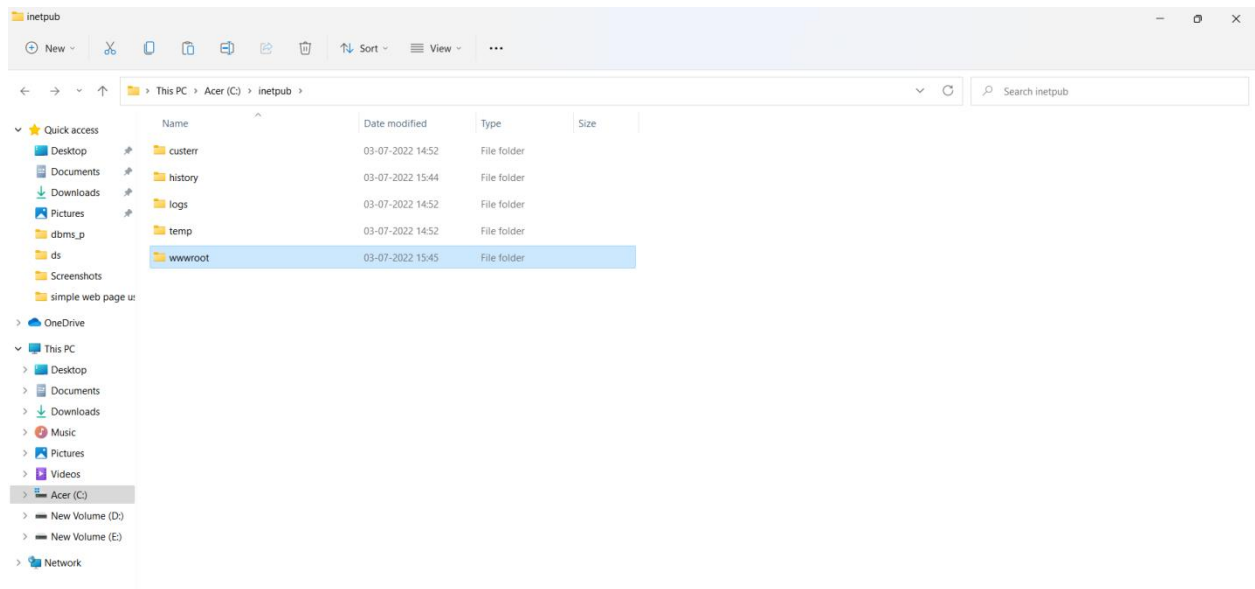 inetpub
New
Sort
View
This PC > Acer (C:) > inetpub >
Search inetpub
Name Date modified Type Size
custerr 03-07-2022 14:52 File folder
history 03-07-2022 15:44 File folder
logs 03-07-2022 14:52 File folder
temp 03-07-2022 14:52 File folder
wwwroot 03-07-2022 15:45 File folder
Quick access
Desktop
Documents
Downloads
Pictures
dbms_p
ds
Screenshots
simple web page us
OneDrive
This PC
Desktop
Documents
Downloads
Music
Pictures
Videos
Acer (C:)
New Volume (D:)
New Volume (E:)
Network